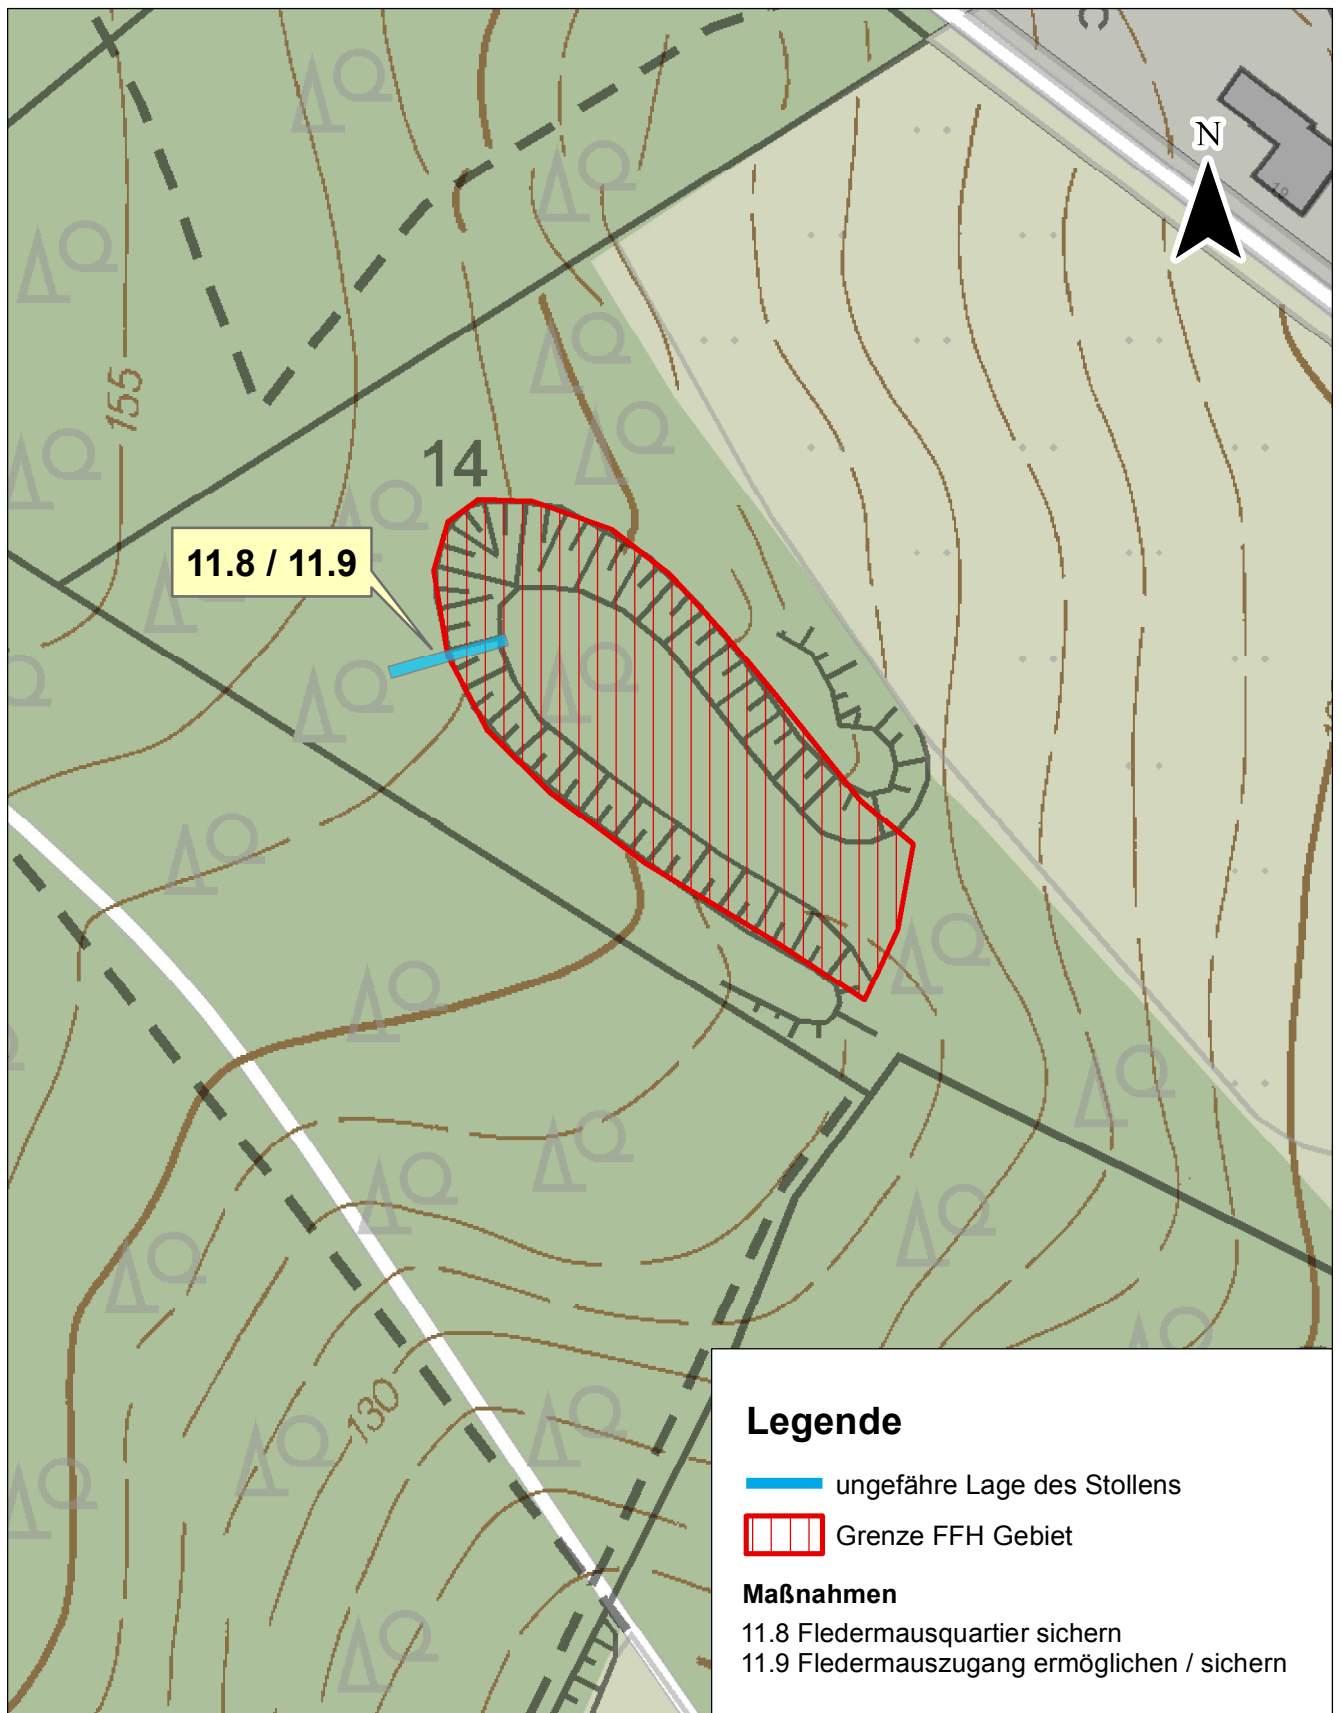 N
19
155
14
11.8 / 11.9
130
Legende
ungefähre Lage des Stollens
Grenze FFH Gebiet
Maßnahmen
11.8 Fledermausquartier sichern
11.9 Fledermauszugang ermöglichen / sichern